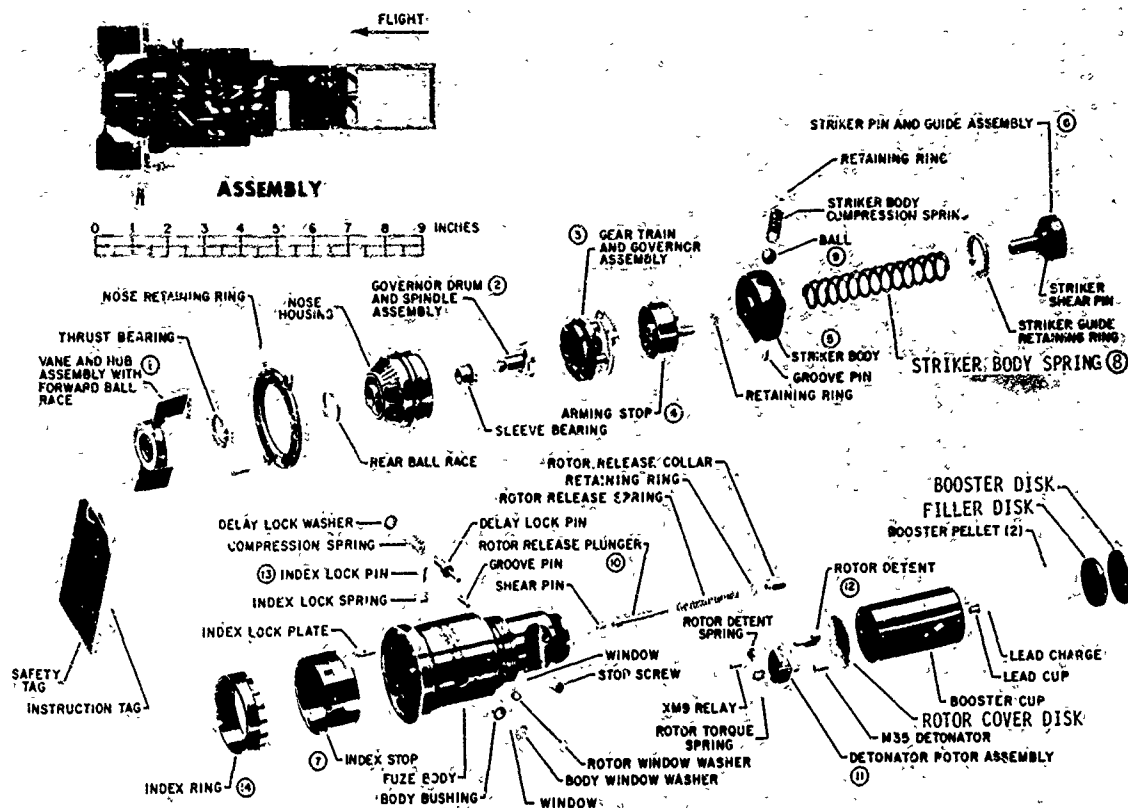 FLIGHT
ASSEMBLY
0 1 2 3 4 5 6 7 8 9 INCHES
STRIKER PIN AND GUIDE ASSEMBLY 6
RETAINING RING
STRIKER BODY
COMPRESSION SPRIN
BALL
9
3 GEAR TRAIN
AND GOVERNOR
ASSEMBLY
STRIKER
SHEAR PIN
STRIKER GUIDE
RETAINING RING
STRIKER BODY
5
STRIKER BODY SPRING 8
GROOVE PIN
RETAINING RING
NOSE RETAINING RING
NOSE
HOUSING
GOVERNOR DRUM 2
AND SPINDLE
ASSEMBLY
THRUST BEARING
VANE AND HUB 1
ASSEMBLY WITH
FORWARD BALL
RACE
ARMING STOP 4
SLEEVE BEARING
REAR BALL RACE
ROTOR RELEASE COLLAR
RETAINING RING
ROTOR RELEASE SPRING
BOOSTER DISK
FILLER DISK
BOOSTER PELLET (2)
DELAY LOCK WASHER
COMPRESSION SPRING
13 INDEX LOCK PIN
INDEX LOCK SPRING
DELAY LOCK PIN
ROTOR RELEASE PLUNGER
10
GROOVE PIN
SHEAR PIN
ROTOR DETENT
12
ROTOR DETENT
SPRING
INDEX LOCK PLATE
WINDOW
STOP SCREW
LEAD CHARGE
LEAD CUP
BOOSTER CUP
ROTOR COVER DISK
SAFETY
TAG
INSTRUCTION TAG
XM9 RELAY
ROTOR TORQUE
SPRING
M35 DETONATOR
DETONATOR POTOR ASSEMBLY
11
INDEX RING 14
7 INDEX STOP
FUZE BODY
BODY BUSHING
ROTOR WINDOW WASHER
BODY WINDOW WASHER
WINDOW